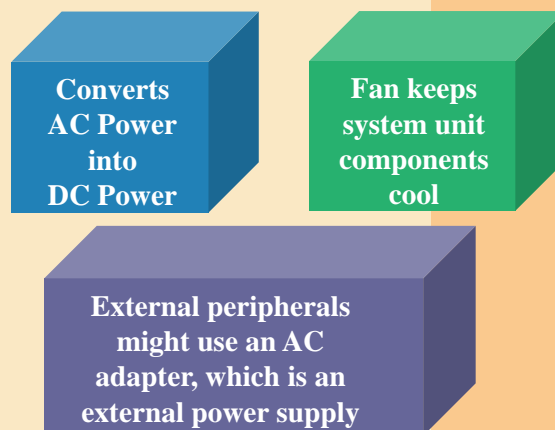 Converts
AC Power
into
DC Power
Fan keeps
system unit
components
cool
External peripherals
might use an AC
adapter, which is an
external power supply